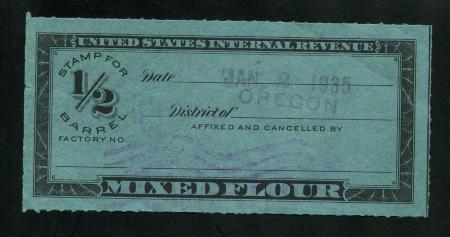 UNITED STATES INTERNAL REVENUE
STAMP FOR
1/2
BARREL
FACTORY NO.
Date JAN 2 1935
District of OREGON
AFFIXED AND CANCELLED BY
MIXED FLOUR